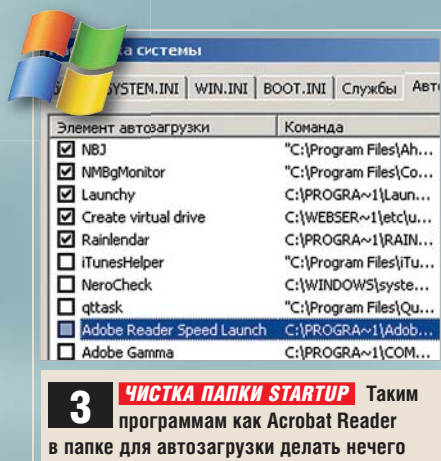 ка системы
SYSTEM.INI WIN.INI BOOT.INI Службы Авт
Элемент автозагрузки Команда
NBJ "C:\Program Files\Ah...
NMBgMonitor "C:\Program Files\Co...
Launchy C:\PROGRA~1\Laun...
Create virtual drive C:\WEBSER~1\etc\u...
Rainlendar C:\PROGRA~1\RAIN...
iTunesHelper "C:\Program Files\iTu...
NeroCheck C:\WINDOWS\syste...
qttask "C:\Program Files\Qu...
Adobe Reader Speed Launch C:\PROGRA~1\Adob...
Adobe Gamma C:\PROGRA~1\COM...
3 ЧИСТКА ПАПКИ STARTUP Таким
программам как Acrobat Reader
в папке для автозагрузки делать нечего